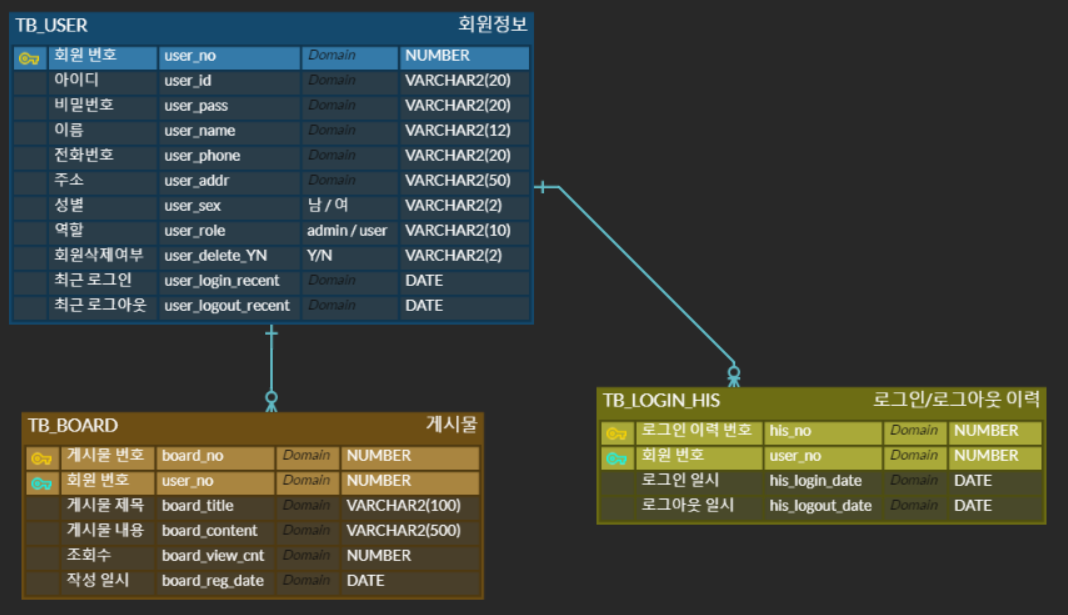 TB_USER 회원정보
회원 번호 user_no Domain NUMBER
아이디 user_id Domain VARCHAR2(20)
비밀번호 user_pass Domain VARCHAR2(20)
이름 user_name Domain VARCHAR2(12)
전화번호 user_phone Domain VARCHAR2(20)
주소 user_addr Domain VARCHAR2(50)
성별 user_sex 남 / 여 VARCHAR2(2)
역할 user_role admin / user VARCHAR2(10)
회원삭제여부 user_delete_YN Y/N VARCHAR2(2)
최근 로그인 user_login_recent Domain DATE
최근 로그아웃 user_logout_recent Domain DATE
TB_BOARD 게시물
게시물 번호 board_no Domain NUMBER
회원 번호 user_no Domain NUMBER
게시물 제목 board_title Domain VARCHAR2(100)
게시물 내용 board_content Domain VARCHAR2(500)
조회수 board_view_cnt Domain NUMBER
작성 일시 board_reg_date Domain DATE
TB_LOGIN_HIS 로그인/로그아웃 이력
로그인 이력 번호 his_no Domain NUMBER
회원 번호 user_no Domain NUMBER
로그인 일시 his_login_date Domain DATE
로그아웃 일시 his_logout_date Domain DATE